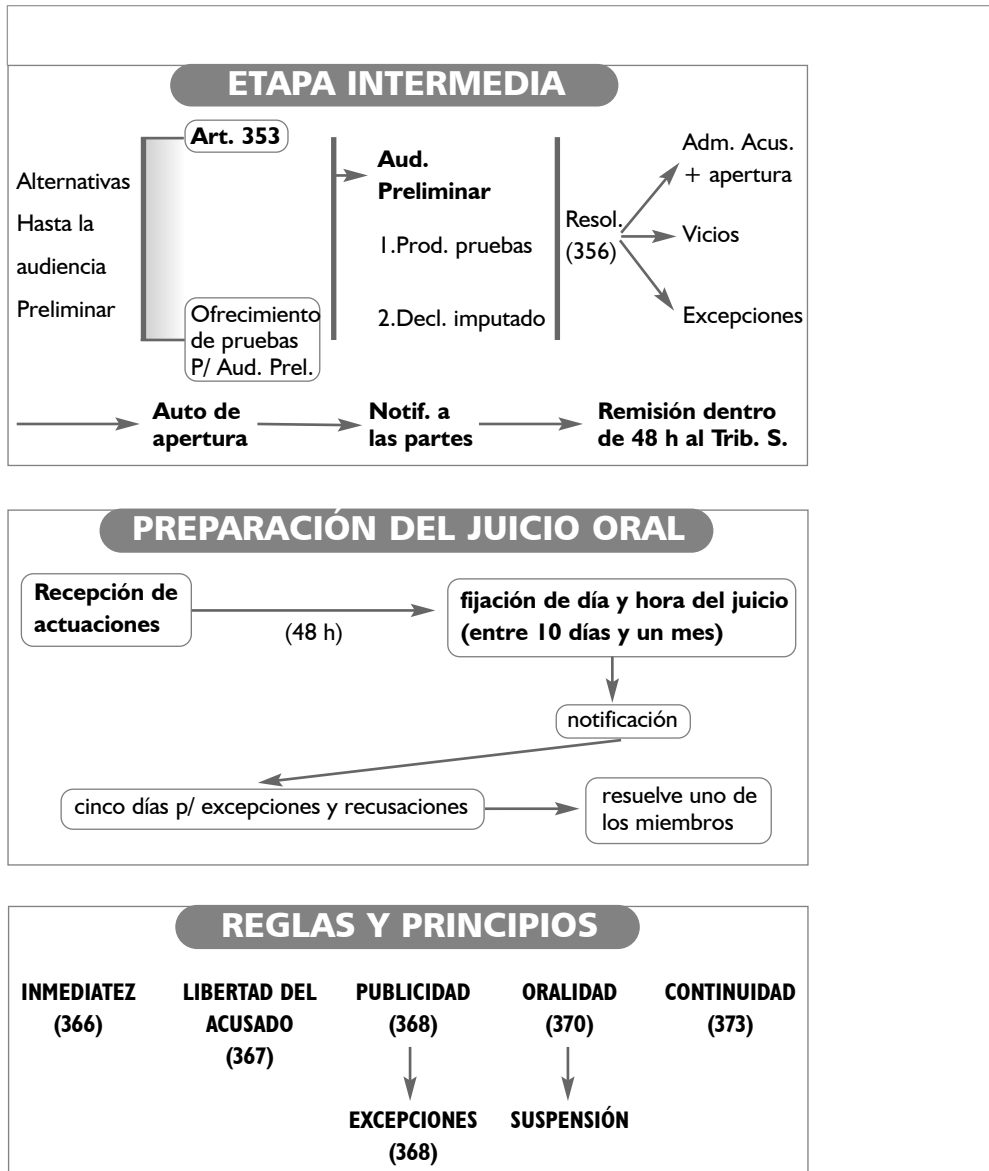 ETAPA INTERMEDIA
Alternativas
Hasta la
audiencia
Preliminar
Art. 353
Ofrecimiento
de pruebas
P/ Aud. Prel.
Aud.
Preliminar
1.Prod. pruebas
2.Decl. imputado
Resol.
(356)
Adm. Acus.
+ apertura
Vicios
Excepciones
Auto de
apertura
Notif. a
las partes
Remisión dentro
de 48 h al Trib. S.
PREPARACIÓN DEL JUICIO ORAL
Recepción de
actuaciones
(48 h)
fijación de día y hora del juicio
(entre 10 días y un mes)
notificación
cinco días p/ excepciones y recusaciones
resuelve uno de
los miembros
REGLAS Y PRINCIPIOS
INMEDIATEZ
(366)
LIBERTAD DEL
ACUSADO
(367)
PUBLICIDAD
(368)
EXCEPCIONES
(368)
ORALIDAD
(370)
SUSPENSIÓN
CONTINUIDAD
(373)